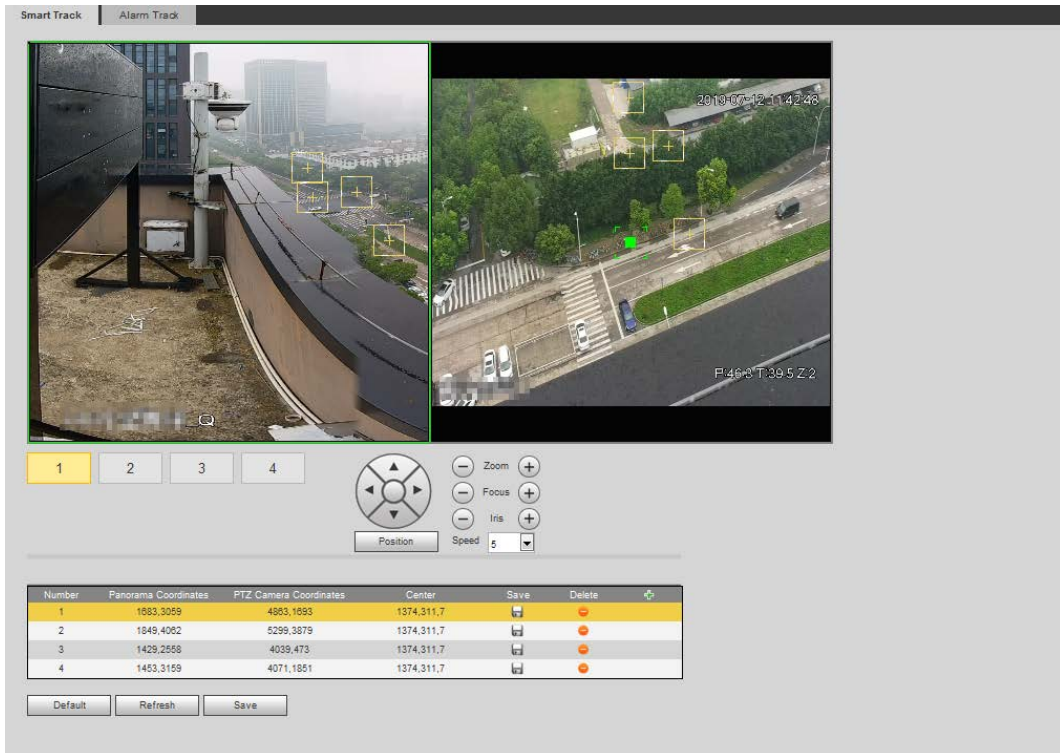 Smart Track Alarm Track
2019-07-12 11:42:48
P:46.8 T:39.5 Z:2
1 2 3 4
Zoom
Focus
Iris
Position Speed 5
Number Panorama Coordinates PTZ Camera Coordinates Center Save Delete
1 1683,3059 4863,1693 1374,311,7
2 1849,4062 5299,3879 1374,311,7
3 1429,2558 4039,473 1374,311,7
4 1453,3159 4071,1851 1374,311,7
Default Refresh Save